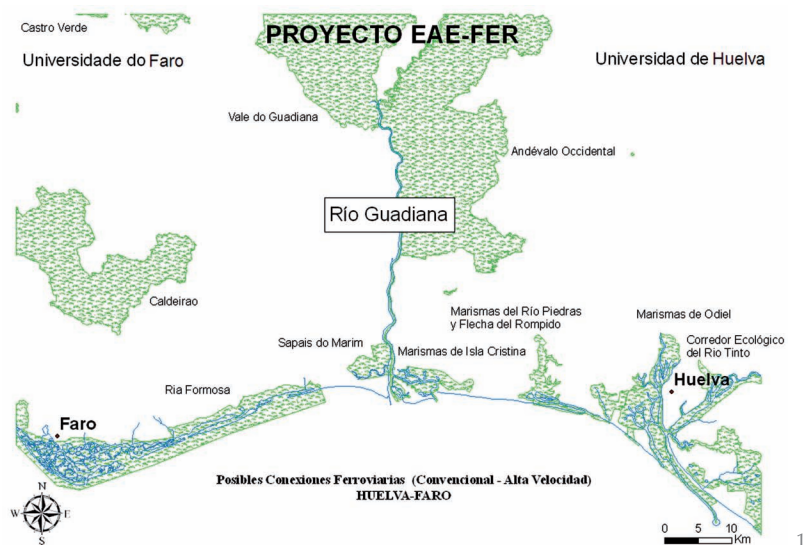 PROYECTO EAE-FER
Castro Verde
Universidade do Faro
Universidad de Huelva
Vale do Guadiana
Andévalo Occidental
Río Guadiana
Caldeirao
Marismas del Río Piedras
y Flecha del Rompido
Marismas de Odiel
Corredor Ecológico
del Rio Tinto
Sapais do Marim
Marismas de Isla Cristina
Huelva
Ria Formosa
Faro
Posibles Conexiones Ferroviarias (Convencional - Alta Velocidad)
HUELVA-FARO
N
W
E
S
0 5 10
Km
1